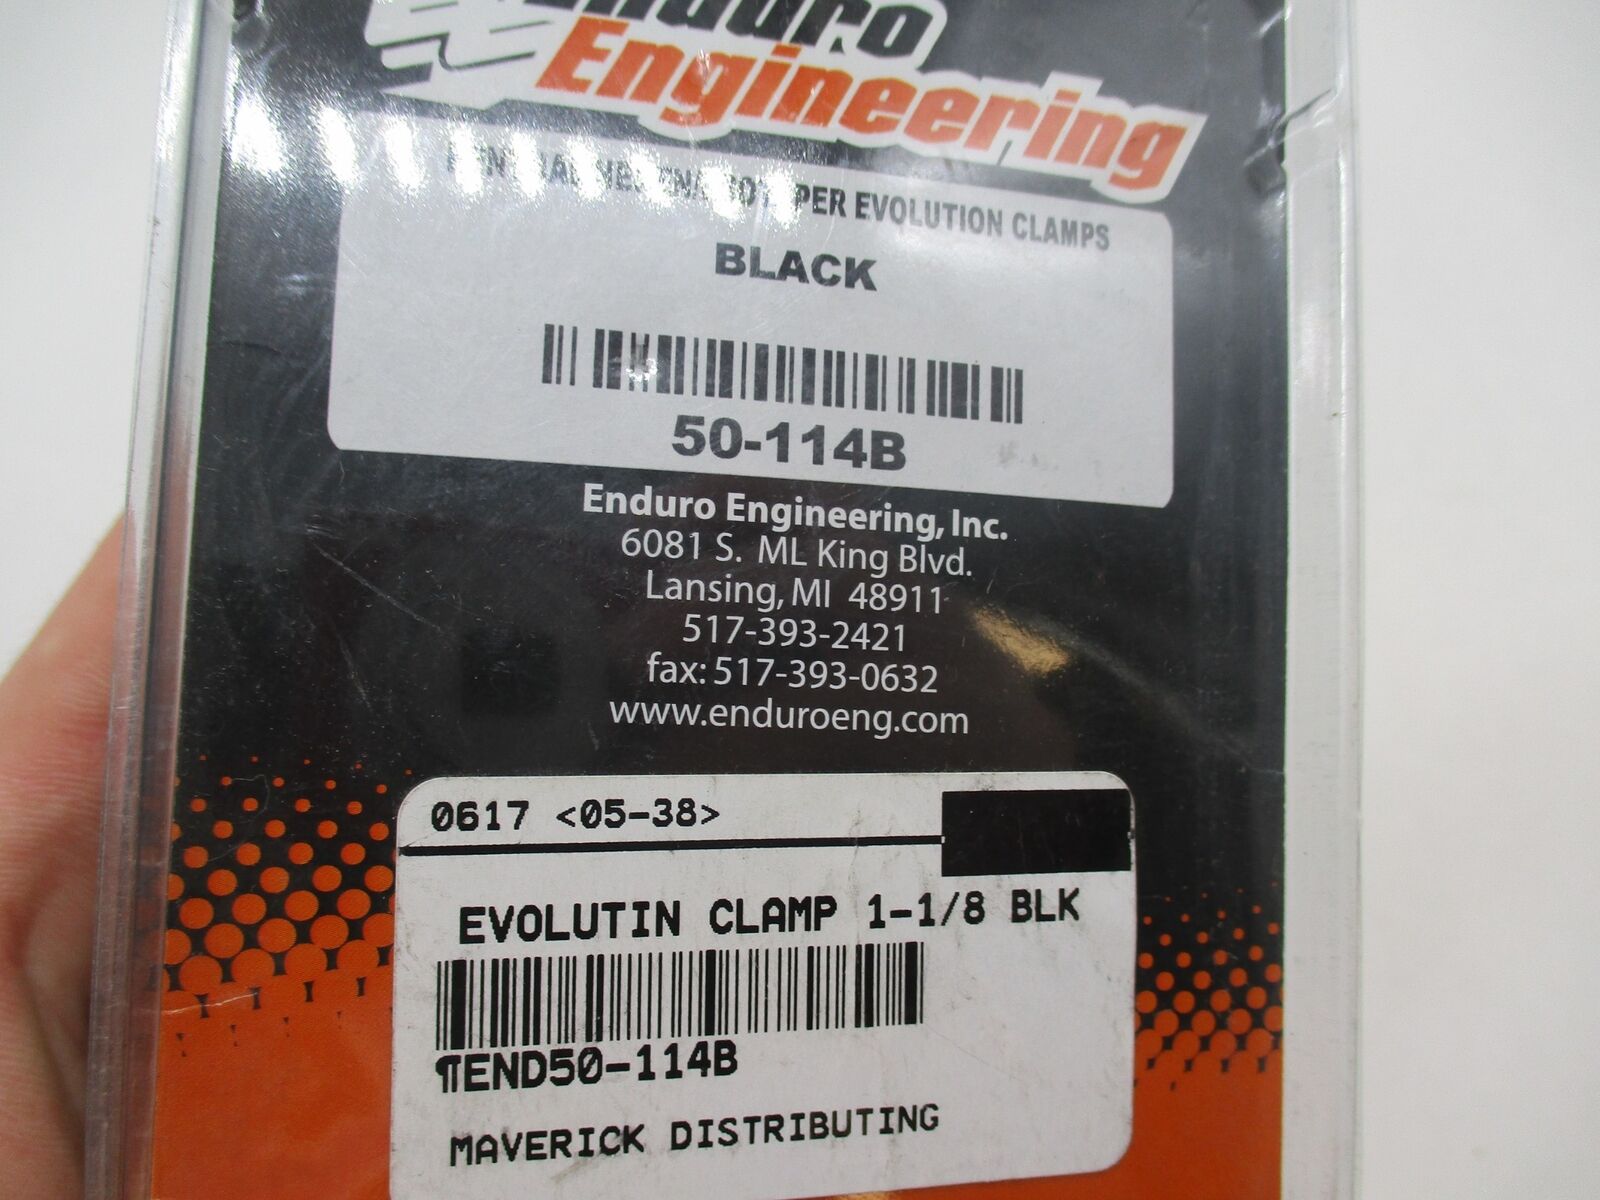 Enduro
Engineering
PER EVOLUTION CLAMPS
BLACK
50-114B
Enduro Engineering, Inc.
6081 S. ML King Blvd.
Lansing, MI 48911
517-393-2421
fax: 517-393-0632
www.enduroeng.com
0617 <05-38>
EVOLUTIN CLAMP 1-1/8 BLK
¶END50-114B
MAVERICK DISTRIBUTING